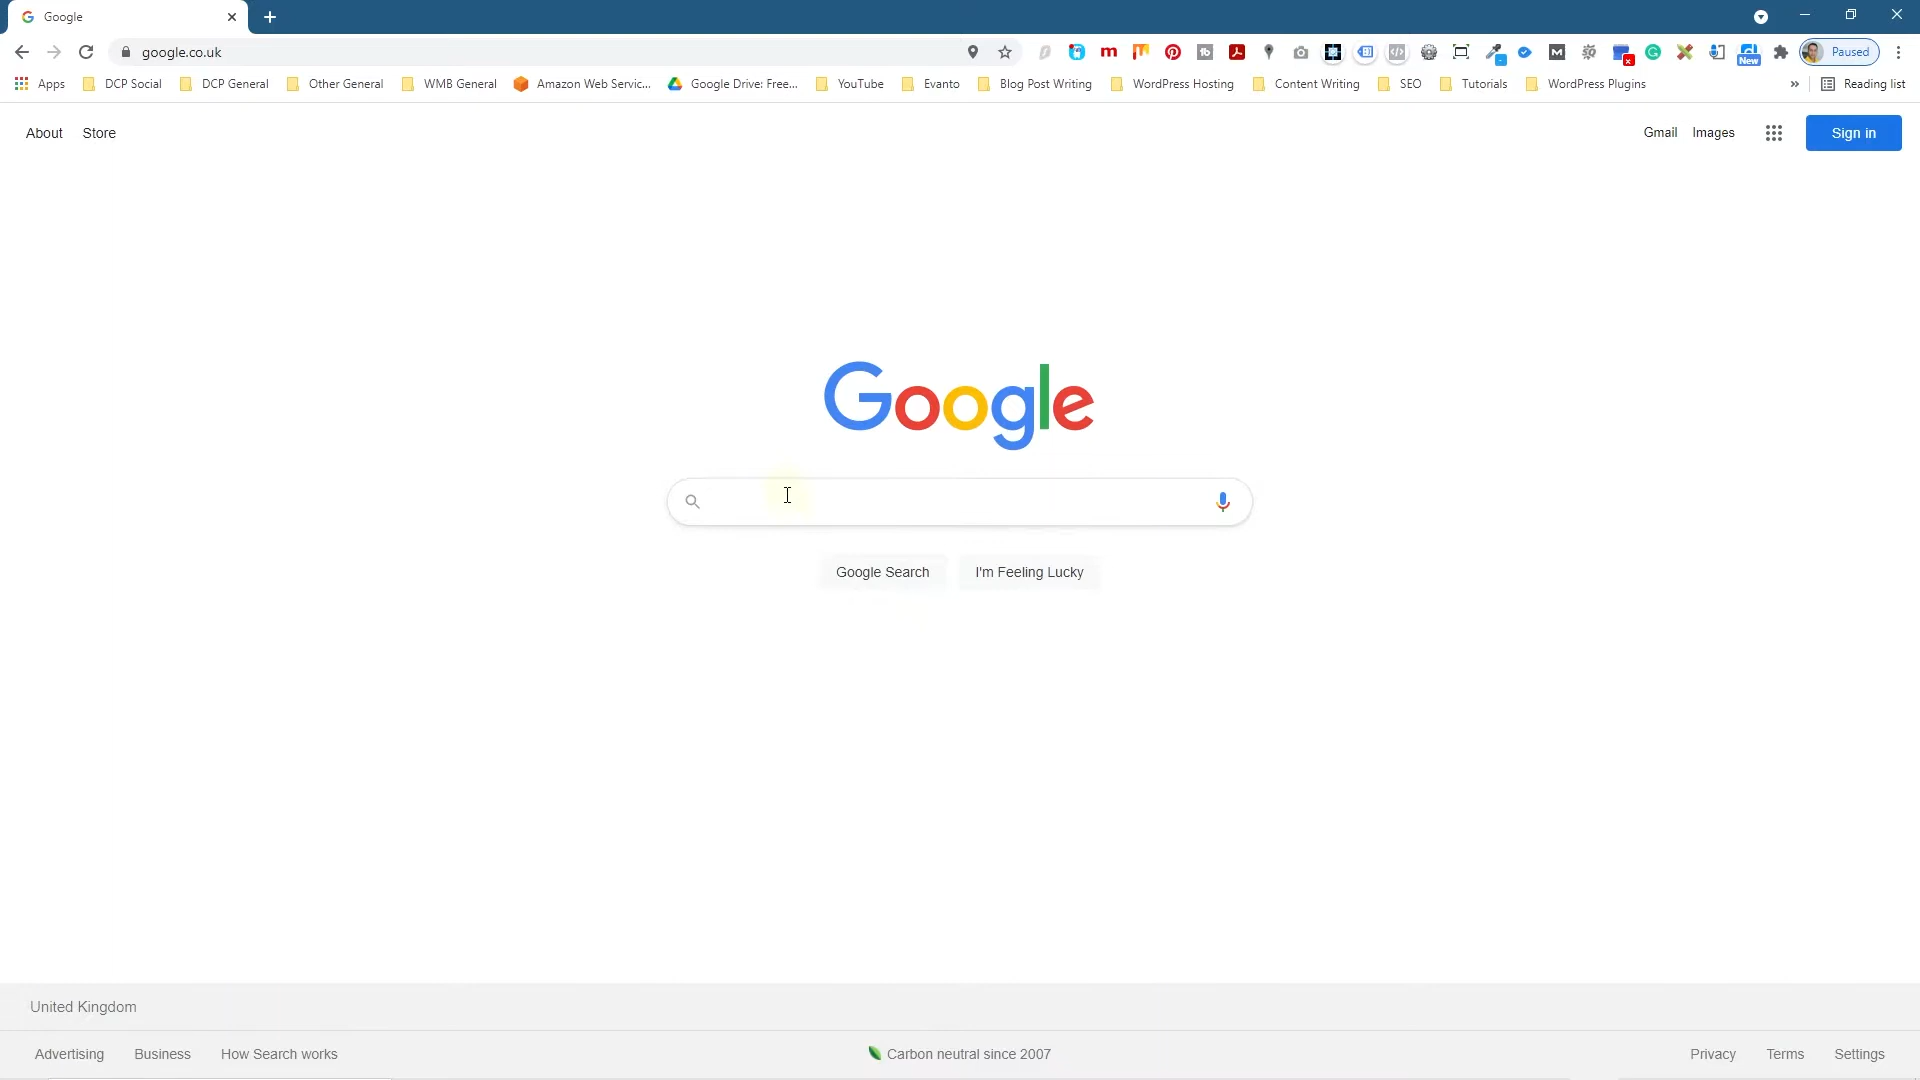 Google
google.co.uk
Paused
New
Apps DCP Social DCP General Other General WMB General Amazon Web Servic... Google Drive: Free... YouTube Evanto Blog Post Writing WordPress Hosting Content Writing SEO Tutorials WordPress Plugins » Reading list
About Store Gmail Images Sign in
Google
Google Search I'm Feeling Lucky
United Kingdom
Advertising Business How Search works Carbon neutral since 2007 Privacy Terms Settings